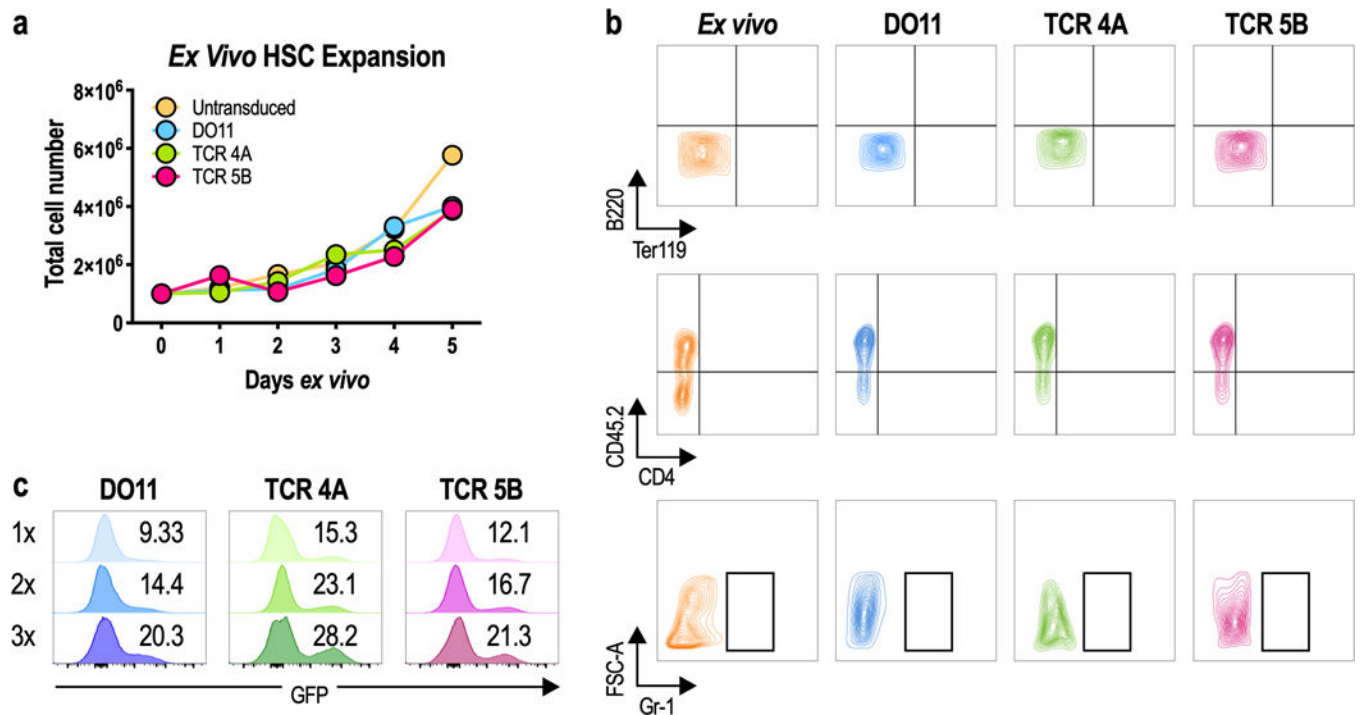 a
Ex Vivo HSC Expansion
8×10⁶
6×10⁶
4×10⁶
2×10⁶
0
Total cell number
Untransduced
DO11
TCR 4A
TCR 5B
0 1 2 3 4 5
Days ex vivo
b
Ex vivo DO11 TCR 4A TCR 5B
B220
Ter119
CD45.2
CD4
FSC-A
Gr-1
c
DO11 TCR 4A TCR 5B
1x 9.33 15.3 12.1
2x 14.4 23.1 16.7
3x 20.3 28.2 21.3
GFP